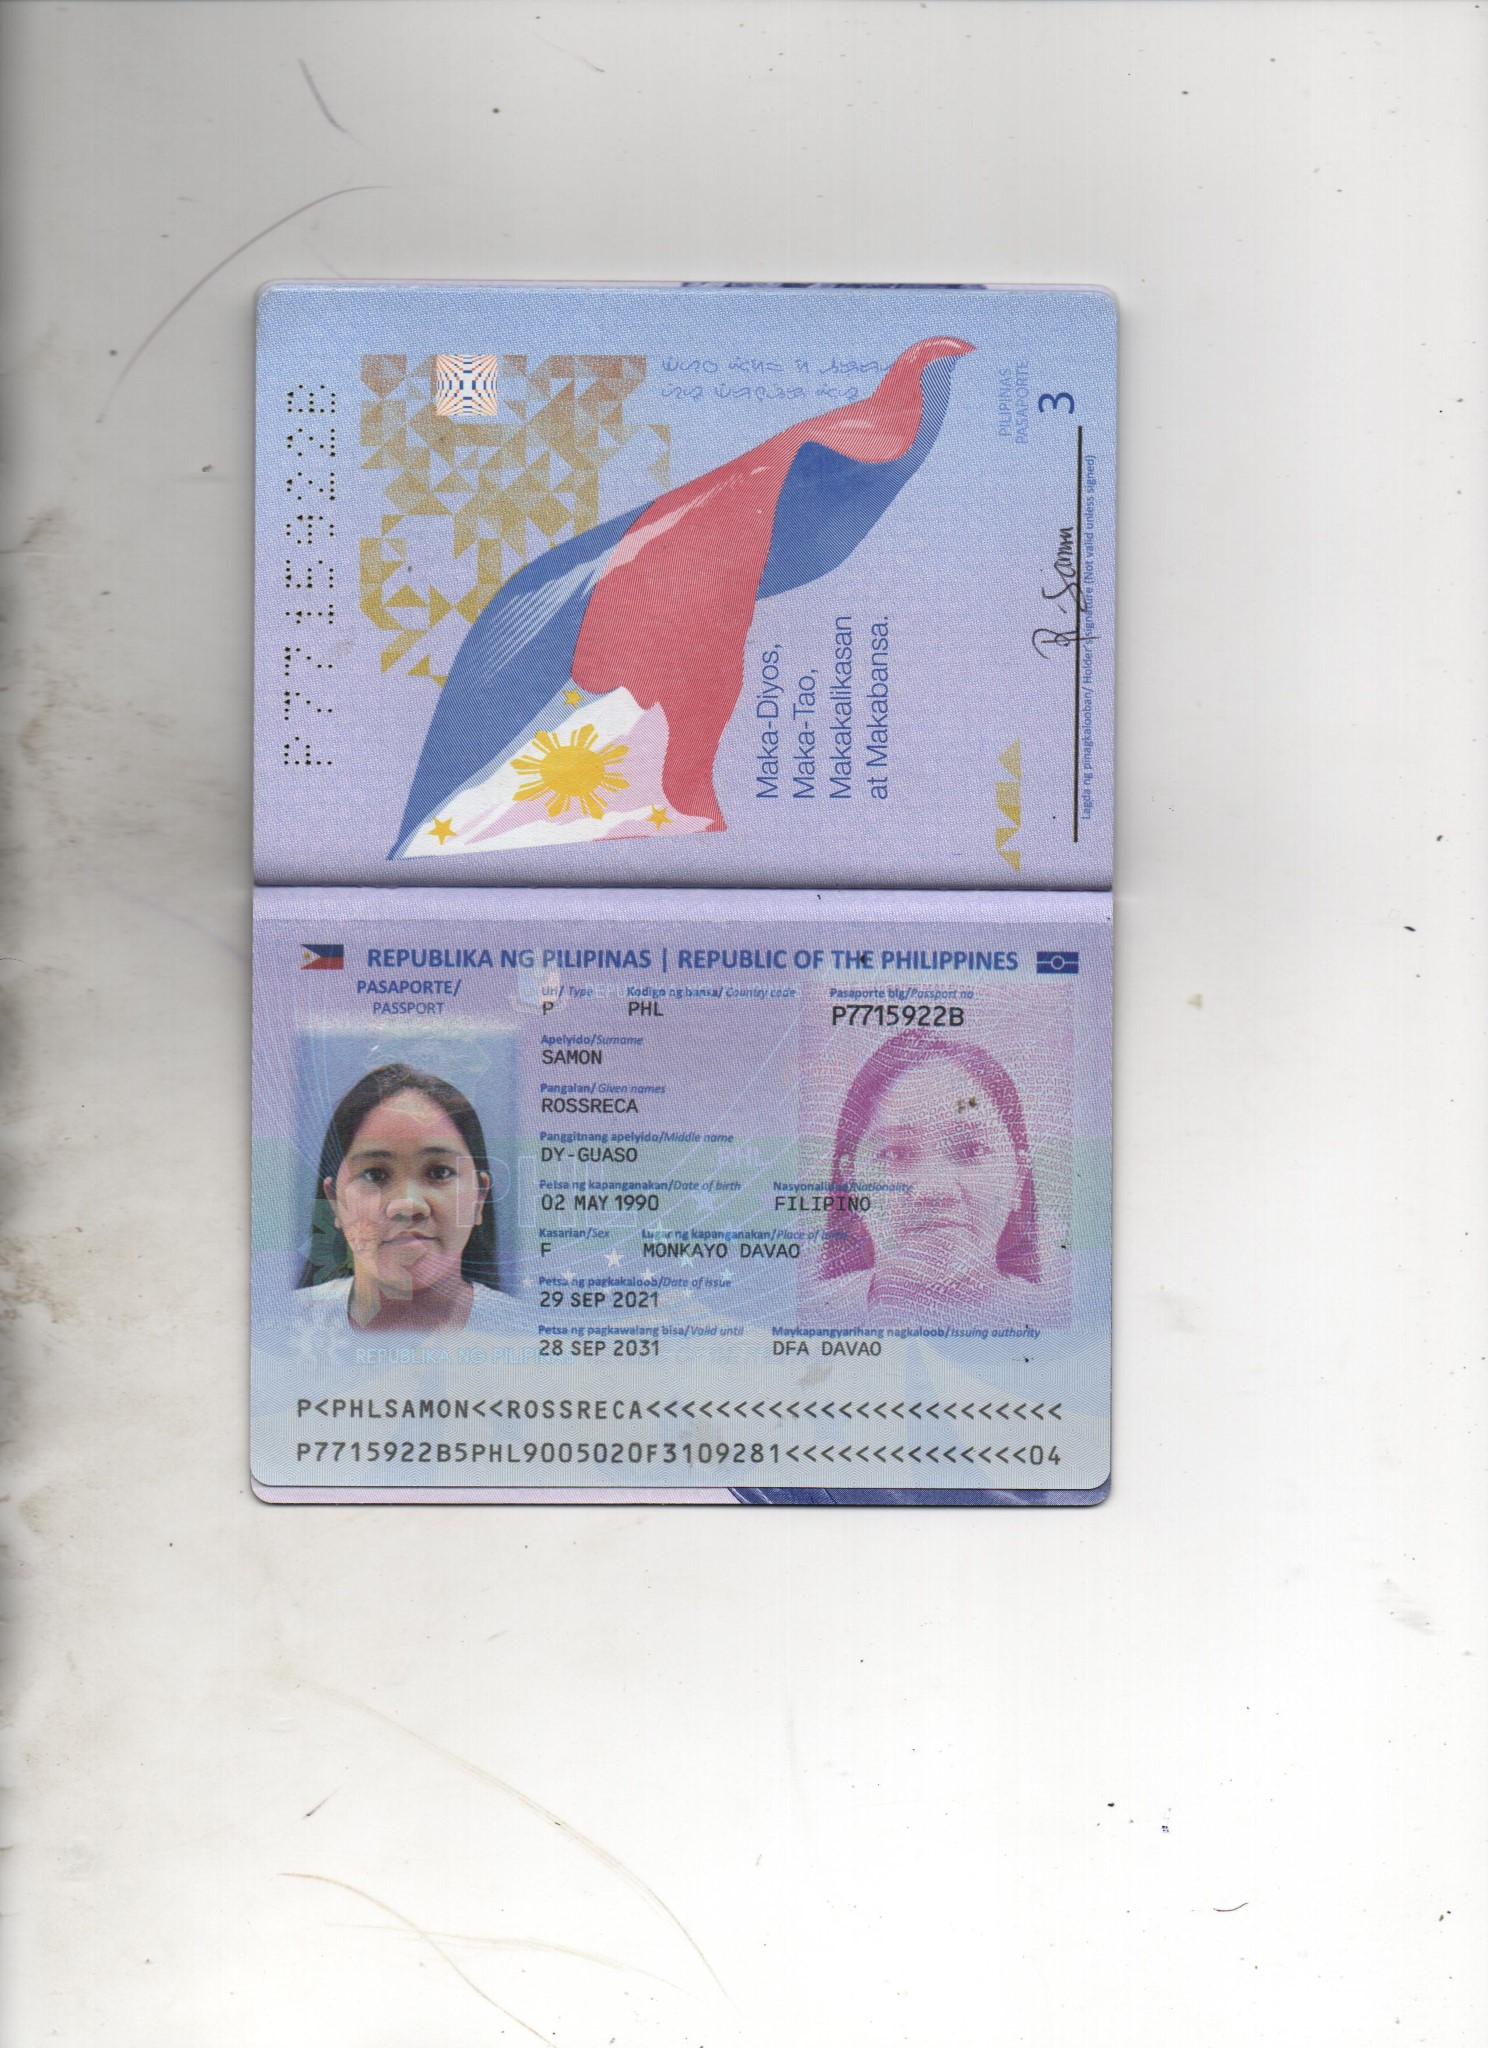 P7715922B
PILIPINAS
PASAPORTE
3
Maka-Diyos,
Maka-Tao,
Makakalikasan
at Makabansa.
R. Samon
Lagda ng pinagkalooban/ Holder's signature (Not valid unless signed)
REPUBLIKA NG PILIPINAS | REPUBLIC OF THE PHILIPPINES
PASAPORTE/
PASSPORT
Uri/ Type Kodigo ng bansa/ Country code Pasaporte blg/Passport no
P PHL P7715922B
Apelyido/Surname
SAMON
Pangalan/ Given names
ROSSRECA
Panggitnang apelyido/Middle name
DY-GUASO
Petsa ng kapanganakan/Date of birth Nasyonalidad/Nationality
02 MAY 1990 FILIPINO
Kasarian/Sex Lugar ng kapanganakan/Place of birth
F MONKAYO DAVAO
Petsa ng pagkakaloob/Date of issue
29 SEP 2021
Petsa ng pagkawalang bisa/Valid until Maykapangyarihang nagkaloob/Issuing authority
28 SEP 2031 DFA DAVAO
REPUBLIKA NG PILIPINAS
P<PHLSAMON<<ROSSRECA<<<<<<<<<<<<<<<<<<<<<<<<
P7715922B5PHL9005020F3109281<<<<<<<<<<<<<<04